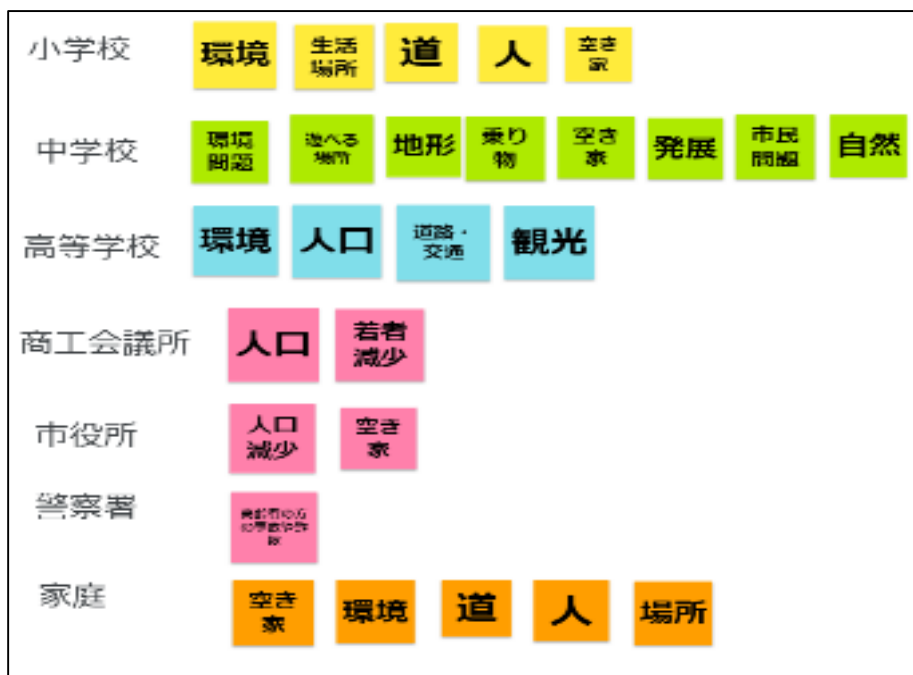 小学校
環境
生活
場所
道
人
空き
家
中学校
環境
問題
遊べる
場所
地形
乗り
物
空き
家
発展
市民
問題
自然
高等学校
環境
人口
道路・
交通
観光
商工会議所
人口
若者
減少
市役所
人口
減少
空き
家
警察署
家庭
空き
家
環境
道
人
場所